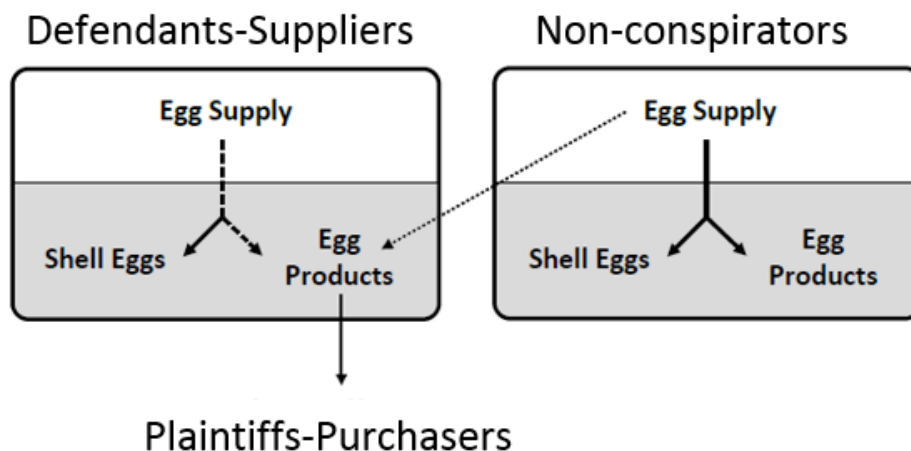 Defendants-Suppliers
Non-conspirators
Egg Supply
Egg Supply
Shell Eggs
Egg
Products
Shell Eggs
Egg
Products
Plaintiffs-Purchasers